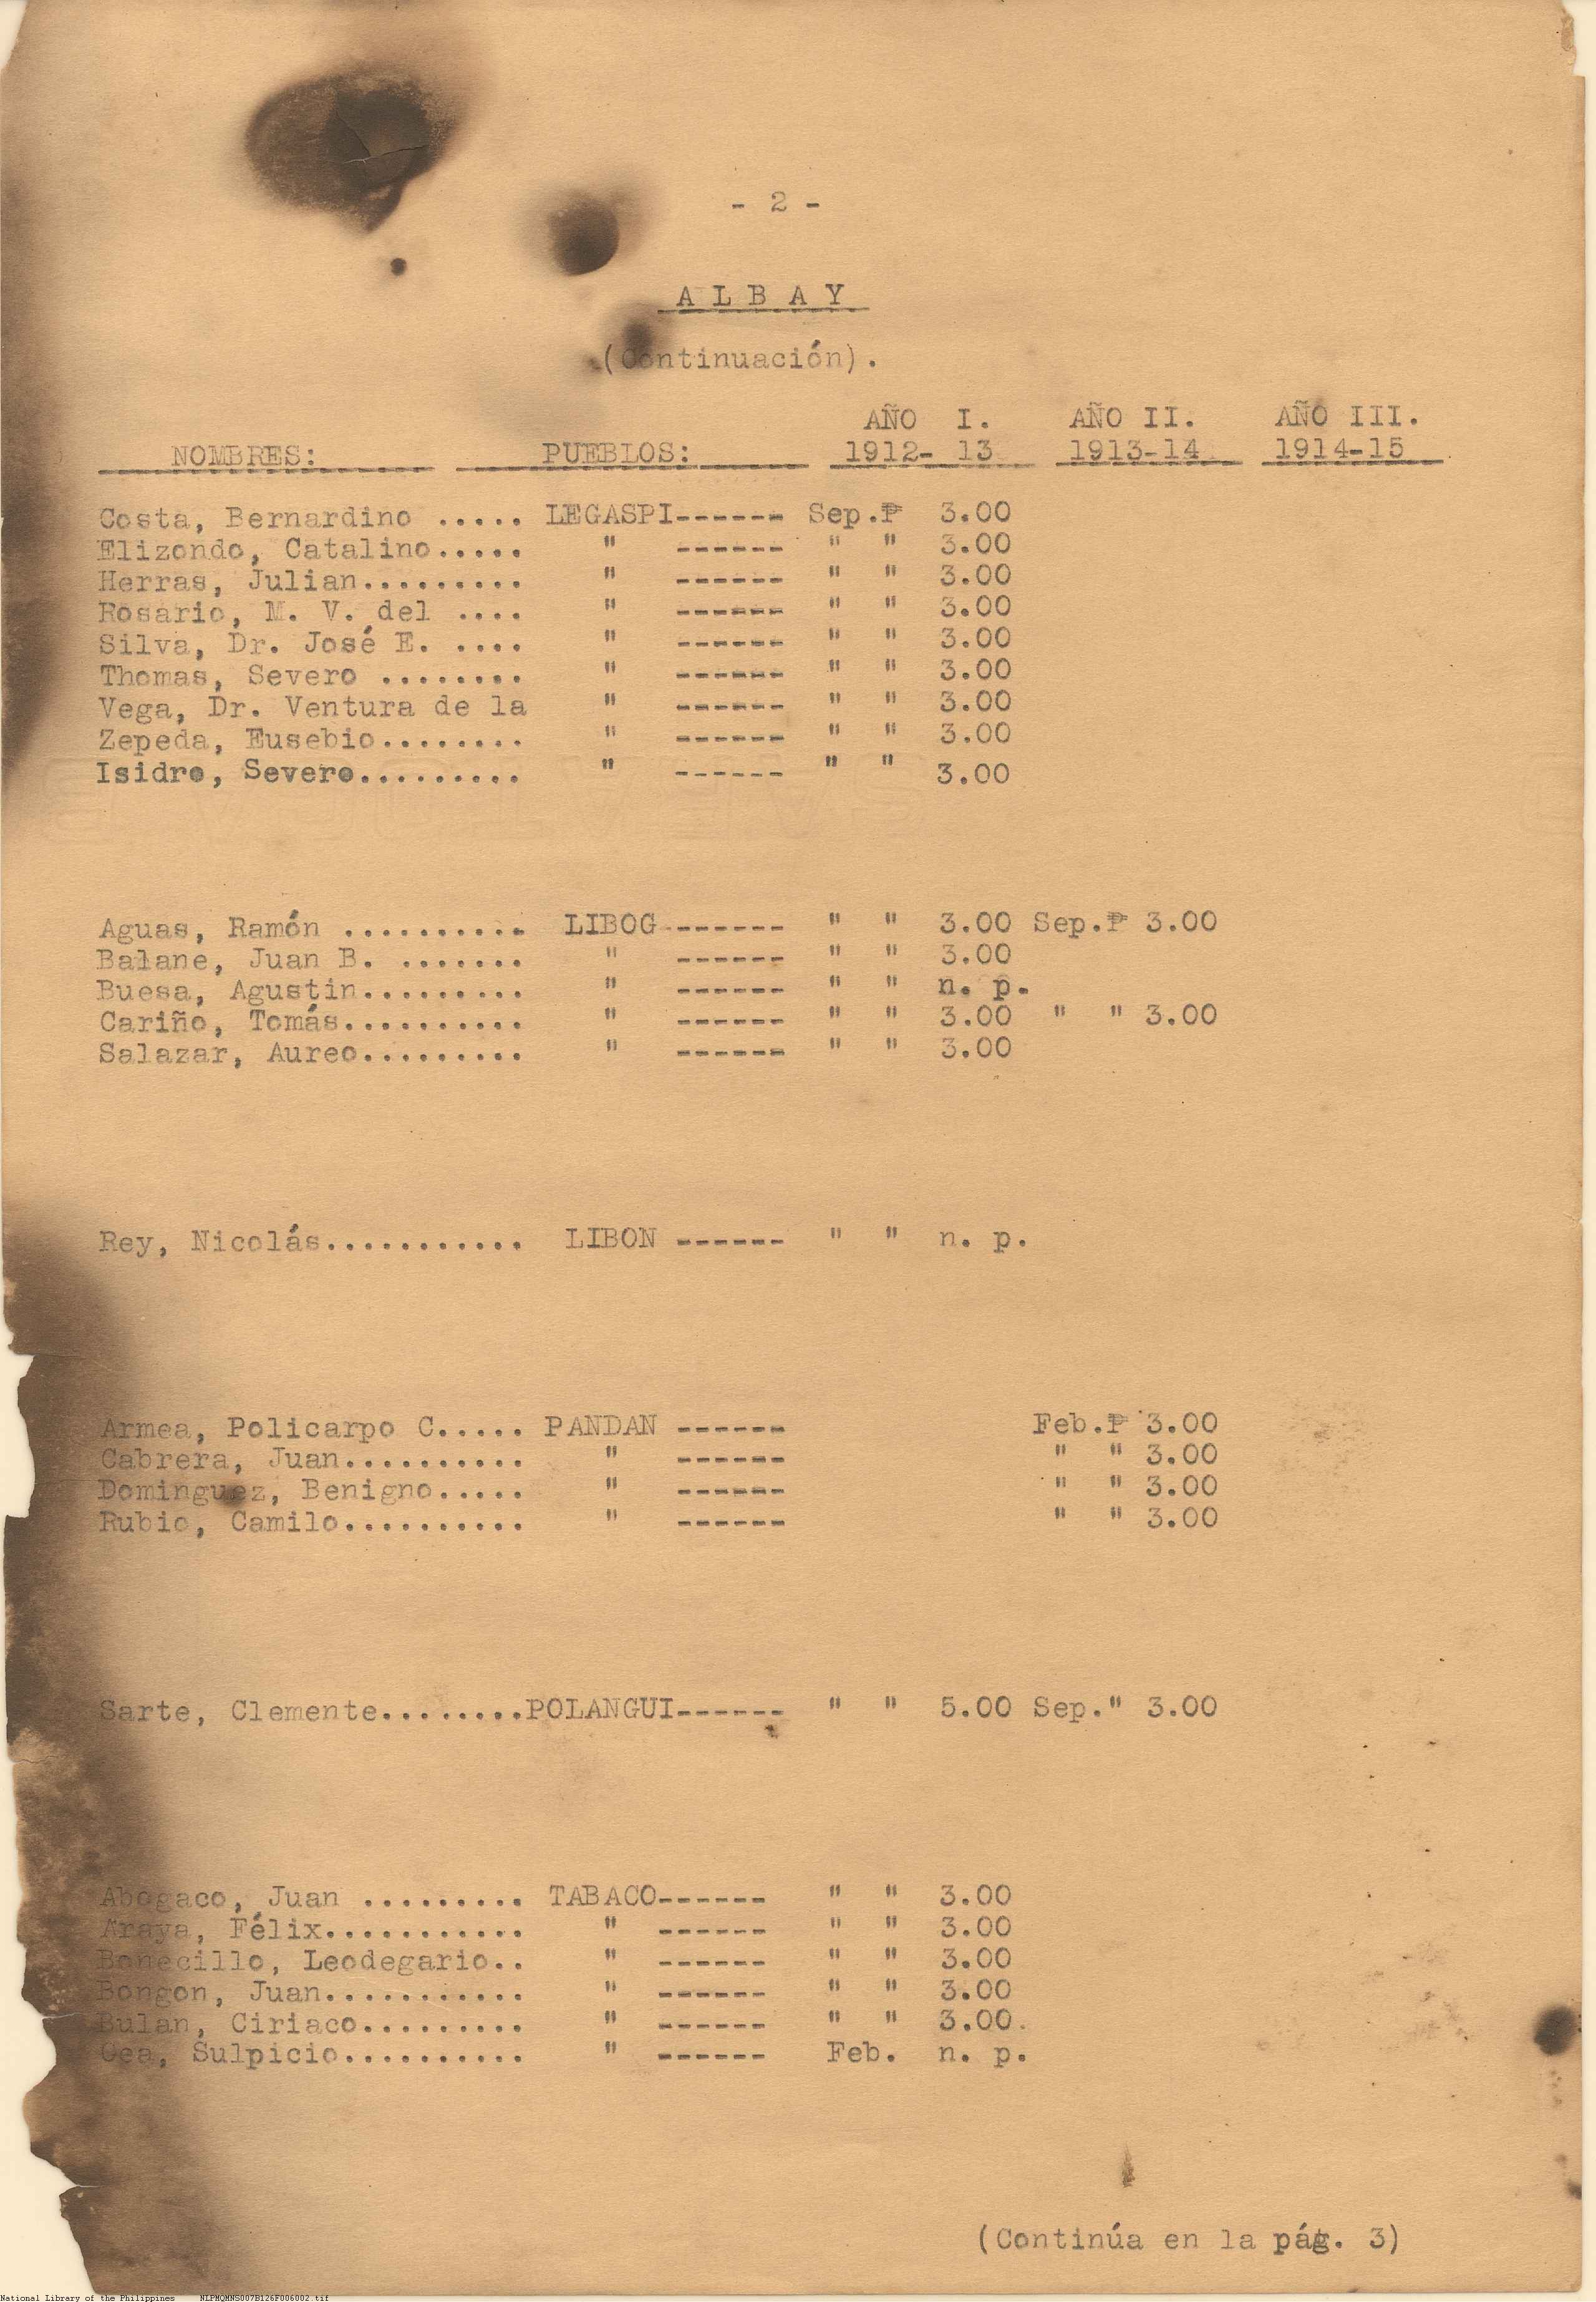 - 2 -
A L B A Y
(Continuación).
AÑO I. AÑO II. AÑO III.
NOMBRES: PUEBLOS: 1912- 13 1913-14 1914-15
Costa, Bernardino ..... LEGASPI------ Sep.₱ 3.00
Elizondo, Catalino..... " ------ " " 3.00
Herras, Julian......... " ------ " " 3.00
Rosario, M. V. del .... " ------ " " 3.00
Silva, Dr. José E. .... " ------ " " 3.00
Thomas, Severo ........ " ------ " " 3.00
Vega, Dr. Ventura de la " ------ " " 3.00
Zepeda, Eusebio........ " ------ " " 3.00
Isidro, Severo......... " ------ " " 3.00
Aguas, Ramón .......... LIBOG ------ " " 3.00 Sep.₱ 3.00
Balane, Juan B. ....... " ------ " " 3.00
Buesa, Agustin......... " ------ " " n. p.
Cariño, Tomás.......... " ------ " " 3.00 " " 3.00
Salazar, Aureo......... " ------ " " 3.00
Rey, Nicolás........... LIBON ------ " " n. p.
Armea, Policarpo C..... PANDAN ------ Feb.₱ 3.00
Cabrera, Juan.......... " ------ " " 3.00
Dominguez, Benigno..... " ------ " " 3.00
Rubio, Camilo.......... " ------ " " 3.00
Sarte, Clemente........POLANGUI------ " " 5.00 Sep." 3.00
Abogaco, Juan ......... TABACO------ " " 3.00
Araya, Félix........... " ------ " " 3.00
Bonecillo, Leodegario.. " ------ " " 3.00
Bongon, Juan........... " ------ " " 3.00
Bulan, Ciriaco......... " ------ " " 3.00.
Cea, Sulpicio.......... " ------ Feb. n. p.
(Continúa en la pág. 3)
National Library of the Philippines NLPMQMNS007B126F006002.tif